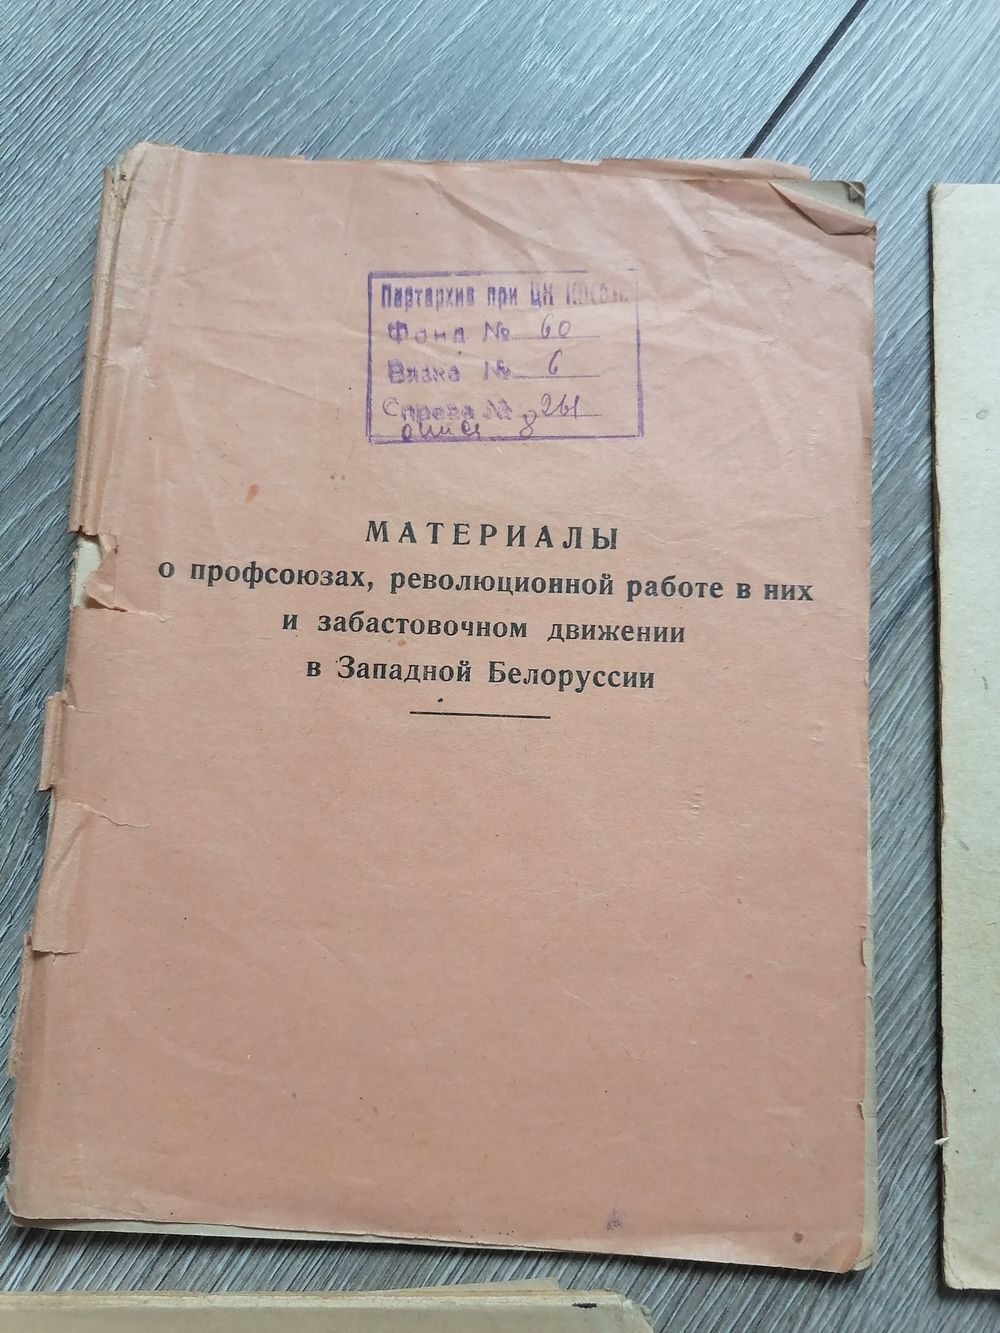 Партархив при ЦК КП(б)Б.
Фонд № 60
Вязка № 6
Справа № 261
опись 8
МАТЕРИАЛЫ
о профсоюзах, революционной работе в них
и забастовочном движении
в Западной Белоруссии